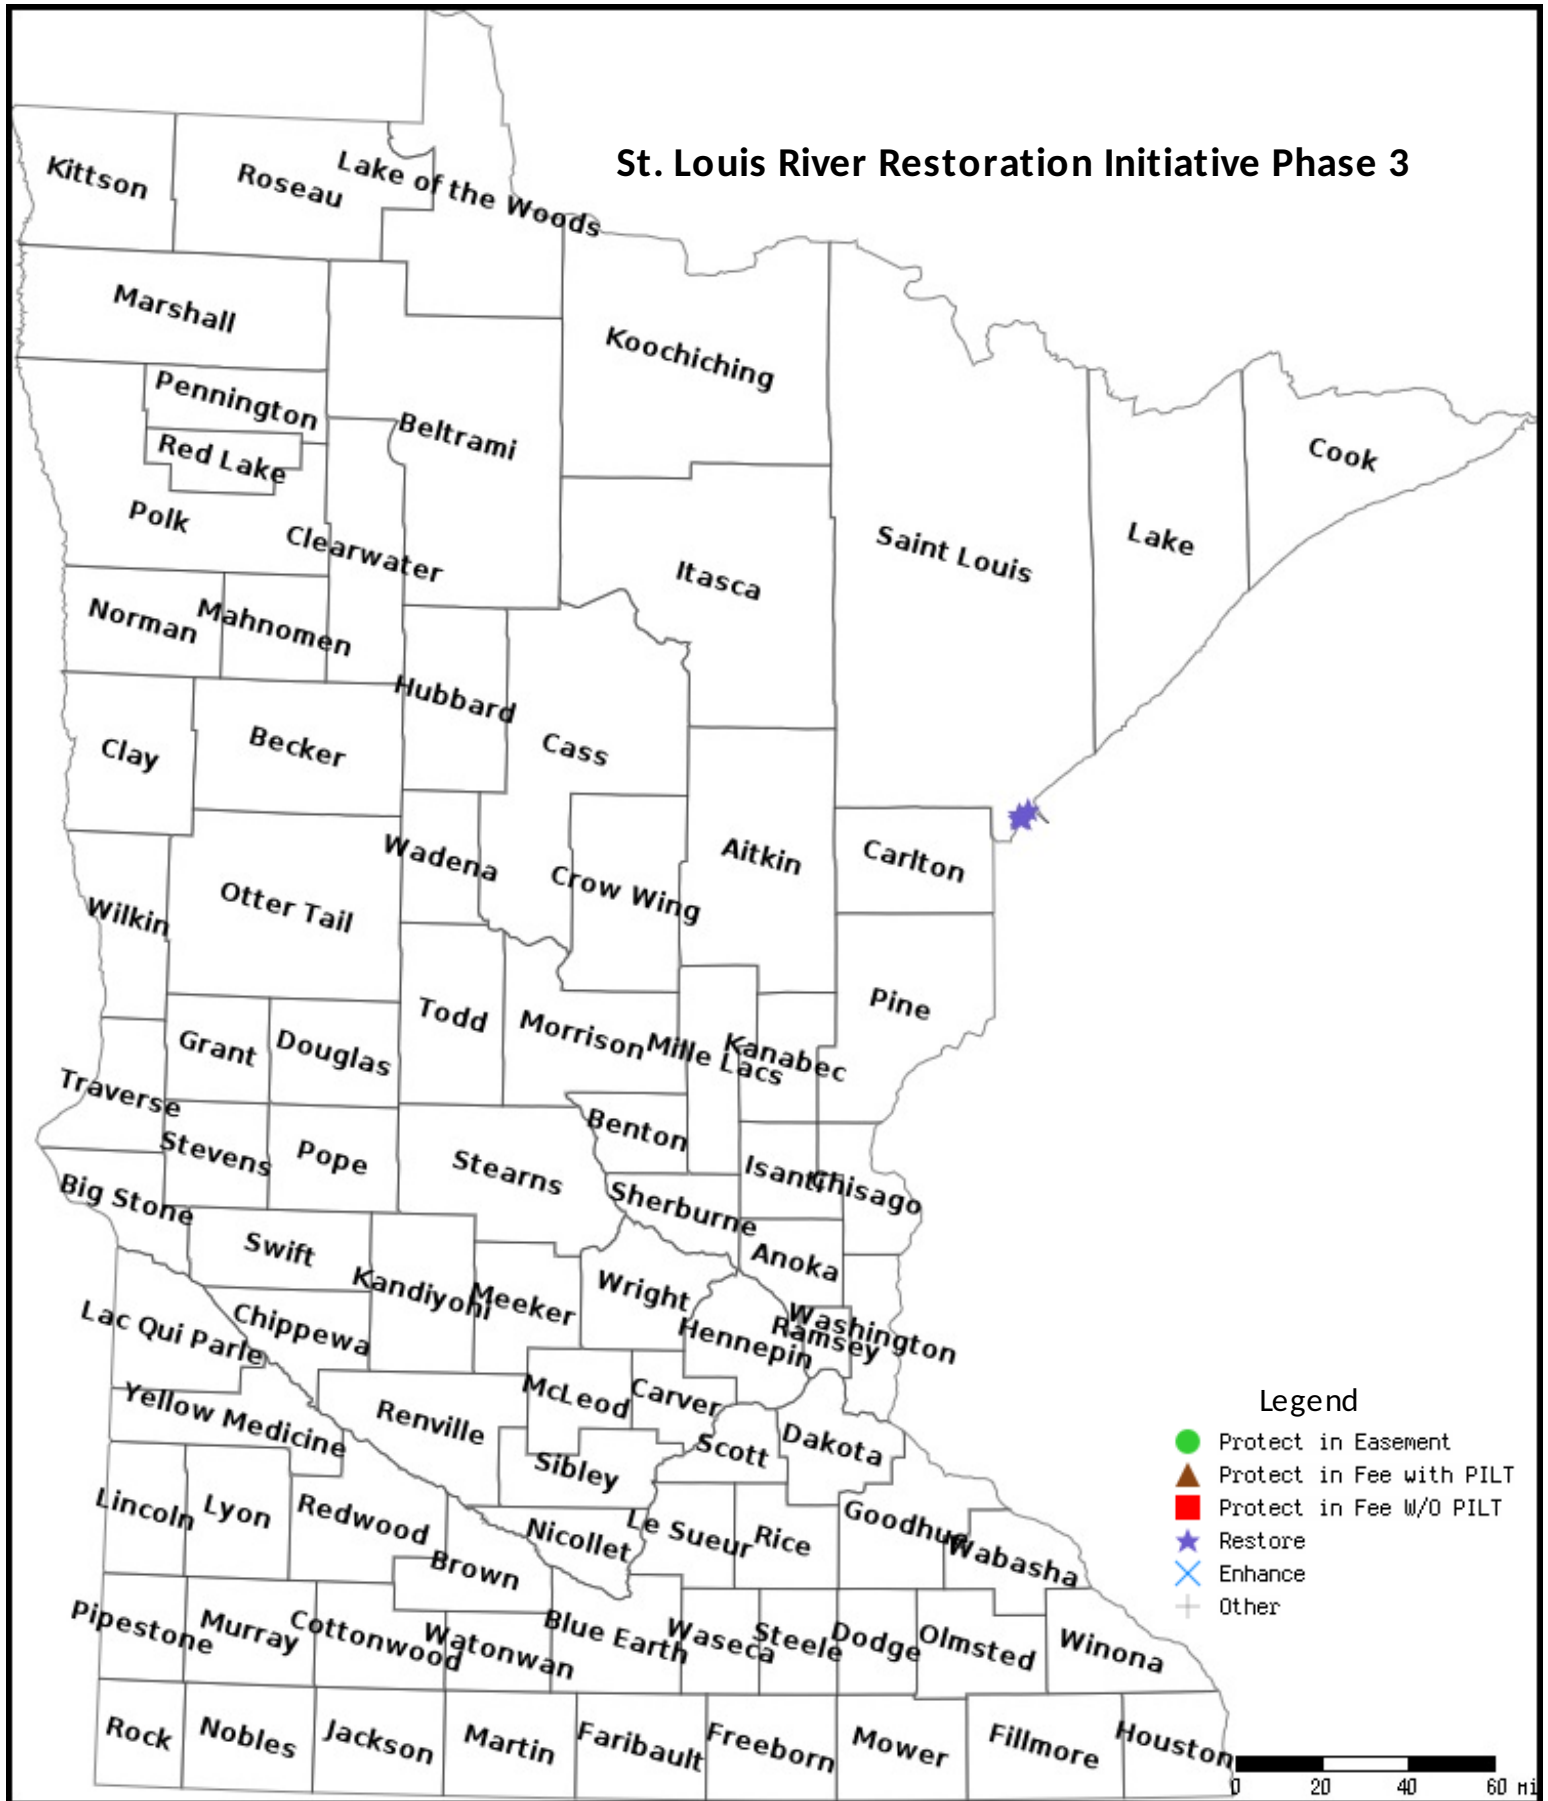 St. Louis River Restoration Initiative Phase 3
Kittson
Roseau
Lake of the Woods
Marshall
Koochiching
Pennington
Beltrami
Red Lake
Cook
Polk
Clearwater
Saint Louis
Lake
Itasca
Norman
Mahnomen
Hubbard
Clay
Becker
Cass
Wadena
Aitkin
Carlton
Crow Wing
Otter Tail
Wilkin
Pine
Todd
Morrison
Mille Lacs
Kanabec
Grant
Douglas
Traverse
Benton
Stevens
Pope
Stearns
Isanti
Chisago
Big Stone
Sherburne
Swift
Anoka
Kandiyohi
Meeker
Wright
Lac Qui Parle
Chippewa
Hennepin
Ramsey
Washington
McLeod
Carver
Yellow Medicine
Renville
Scott
Dakota
Sibley
Lincoln
Lyon
Redwood
Nicollet
Le Sueur
Rice
Goodhue
Wabasha
Brown
Pipestone
Murray
Cottonwood
Watonwan
Blue Earth
Waseca
Steele
Dodge
Olmsted
Winona
Rock
Nobles
Jackson
Martin
Faribault
Freeborn
Mower
Fillmore
Houston
Legend
Protect in Easement
Protect in Fee with PILT
Protect in Fee W/O PILT
Restore
Enhance
Other
0 20 40 60 mi